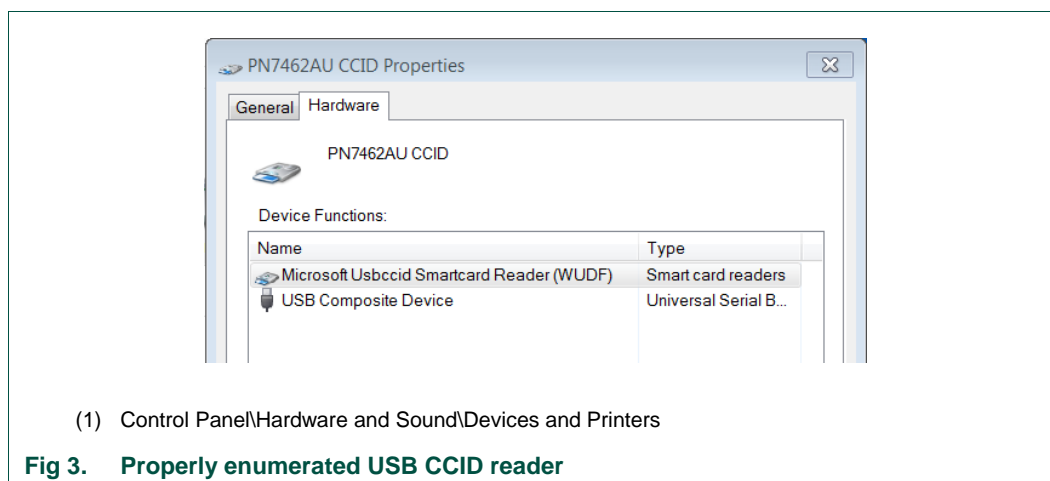 PN7462AU CCID Properties
General Hardware
PN7462AU CCID
Device Functions:
Name Type
Microsoft Usbccid Smartcard Reader (WUDF) Smart card readers
USB Composite Device Universal Serial B...
(1) Control Panel\Hardware and Sound\Devices and Printers
Fig 3. Properly enumerated USB CCID reader